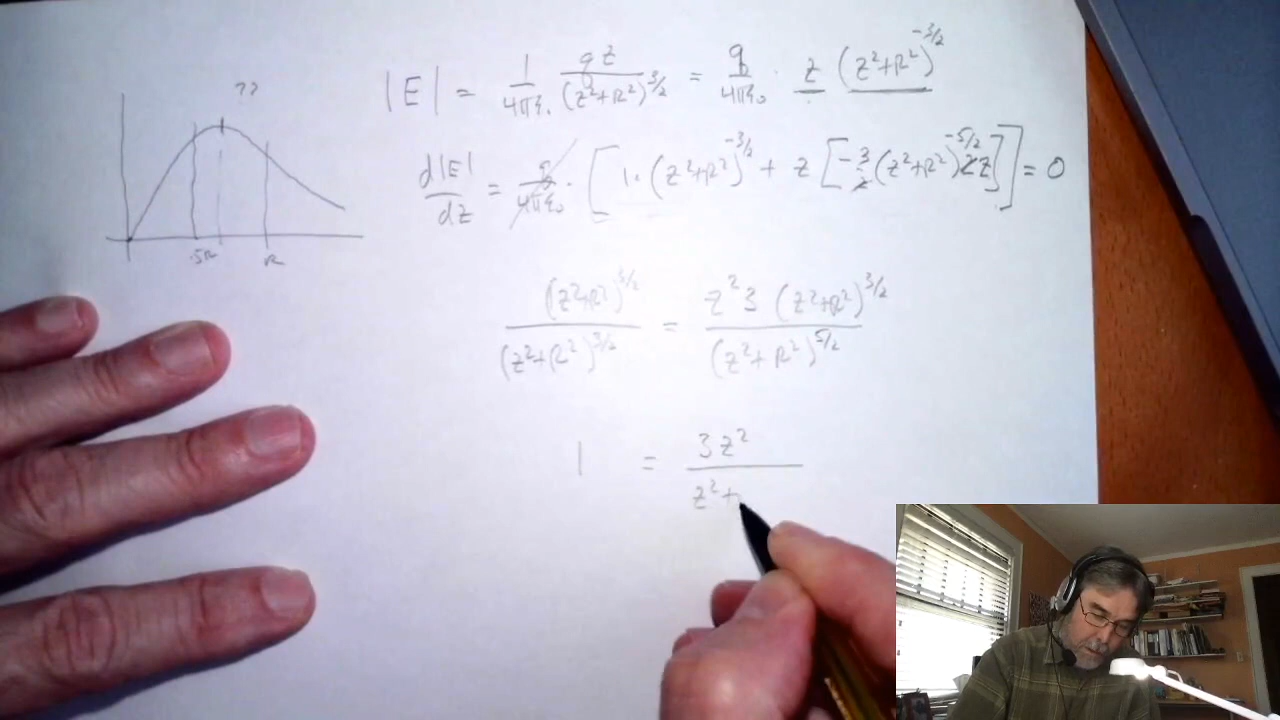 ??
|E| = 1/4πε₀ qz/(z²+R²)^3/2 = q/4πε₀ · z (z²+R²)^-3/2
d|E|/dz = q/4πε₀ · [1·(z²+R²)^-3/2 + z [-3/2 (z²+R²)^-5/2 2z]] = 0
.5R R
(z²+R²)^3/2/(z²+R²)^3/2 = z² 3 (z²+R²)^3/2/(z²+R²)^5/2
1 = 3z²/z²+